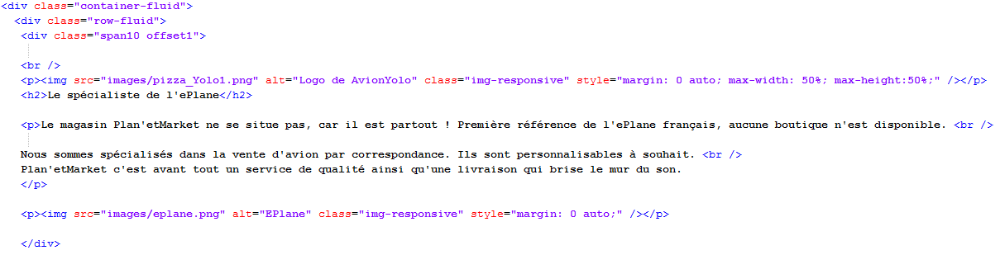 <div class="container-fluid">
<div class="row-fluid">
<div class="span10 offset1">
<br />
<p><img src="images/pizza_Yolo1.png" alt="Logo de AvionYolo" class="img-responsive" style="margin: 0 auto; max-width: 50%; max-height:50%;" /></p>
<h2>Le spécialiste de l'ePlane</h2>
<p>Le magasin Plan'etMarket ne se situe pas, car il est partout ! Première référence de l'ePlane français, aucune boutique n'est disponible. <br />
Nous sommes spécialisés dans la vente d'avion par correspondance. Ils sont personnalisables à souhait. <br />
Plan'etMarket c'est avant tout un service de qualité ainsi qu'une livraison qui brise le mur du son.
</p>
<p><img src="images/eplane.png" alt="EPlane" class="img-responsive" style="margin: 0 auto;" /></p>
</div>